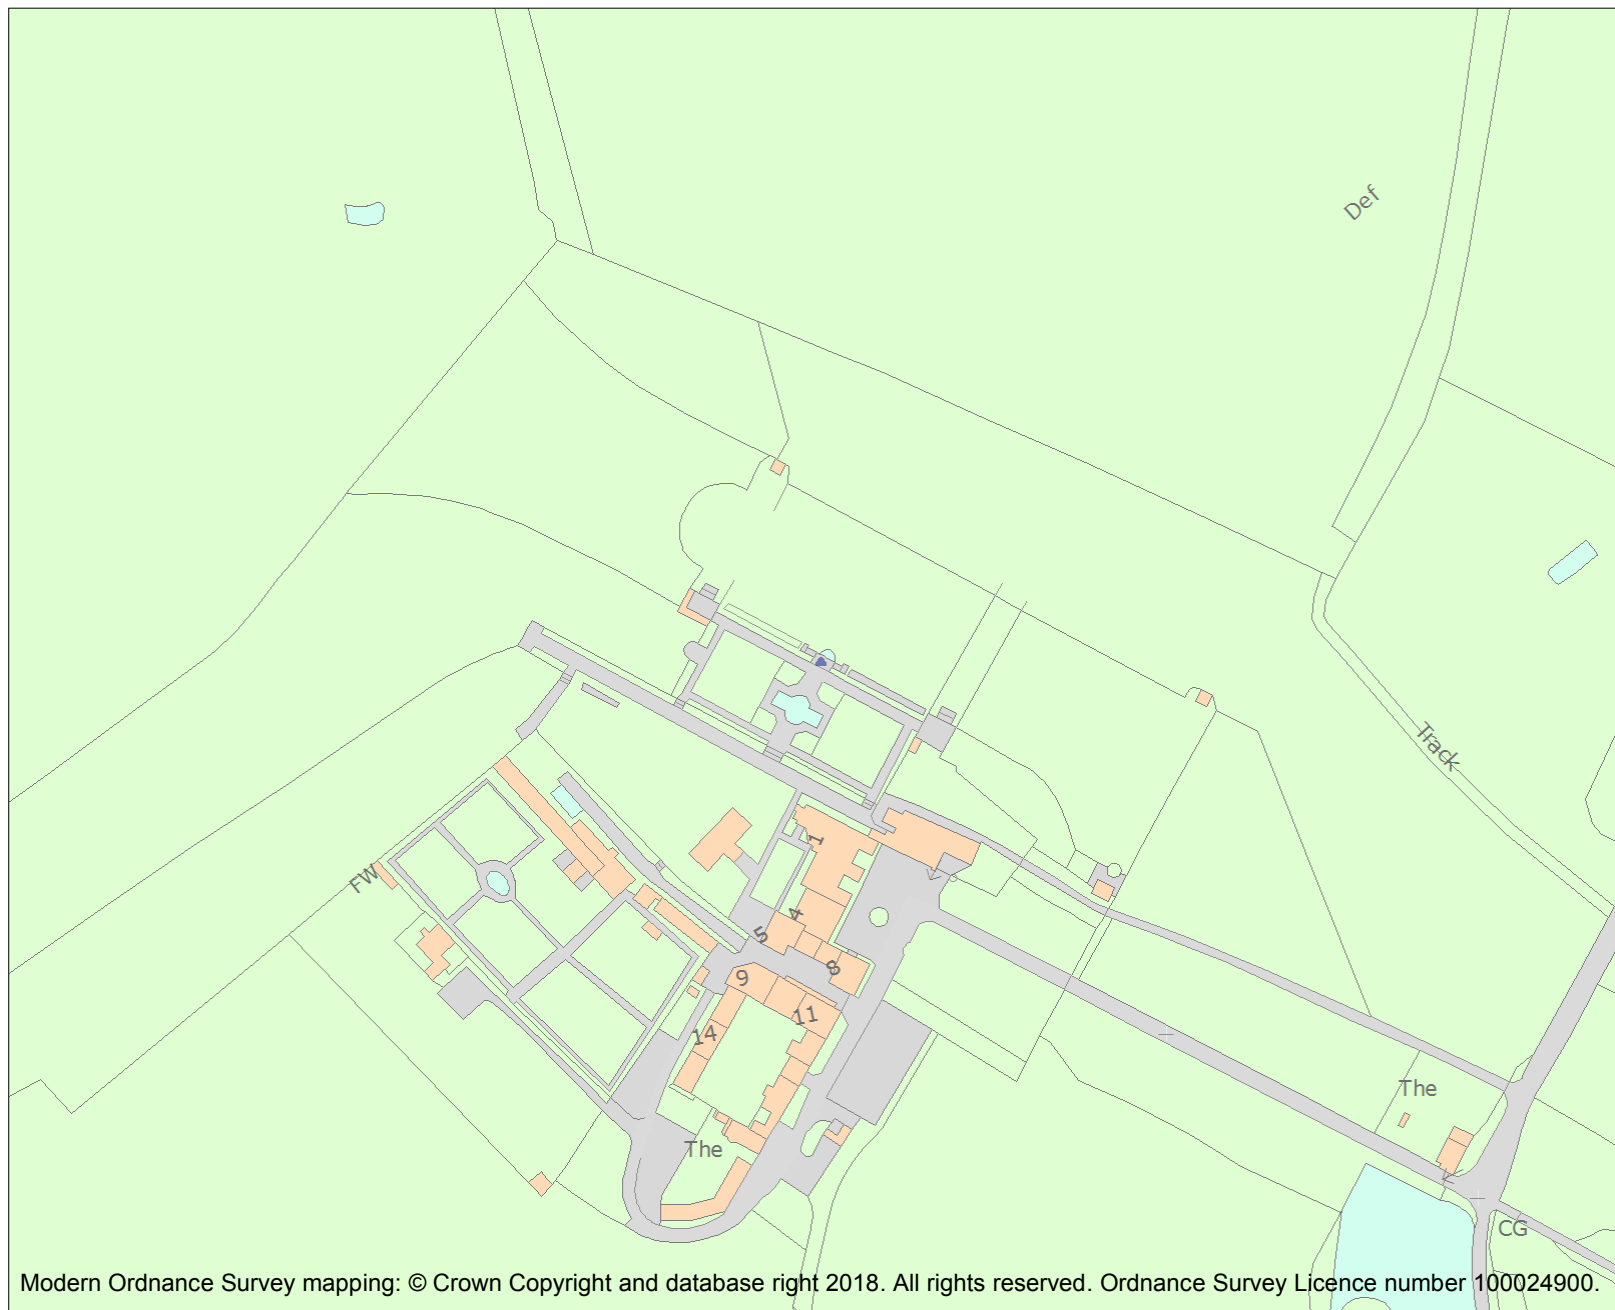 Def
Track
1
FW
4
5
8
9
11
14
The
The
CG
Modern Ordnance Survey mapping: © Crown Copyright and database right 2018. All rights reserved. Ordnance Survey Licence number 100024900.